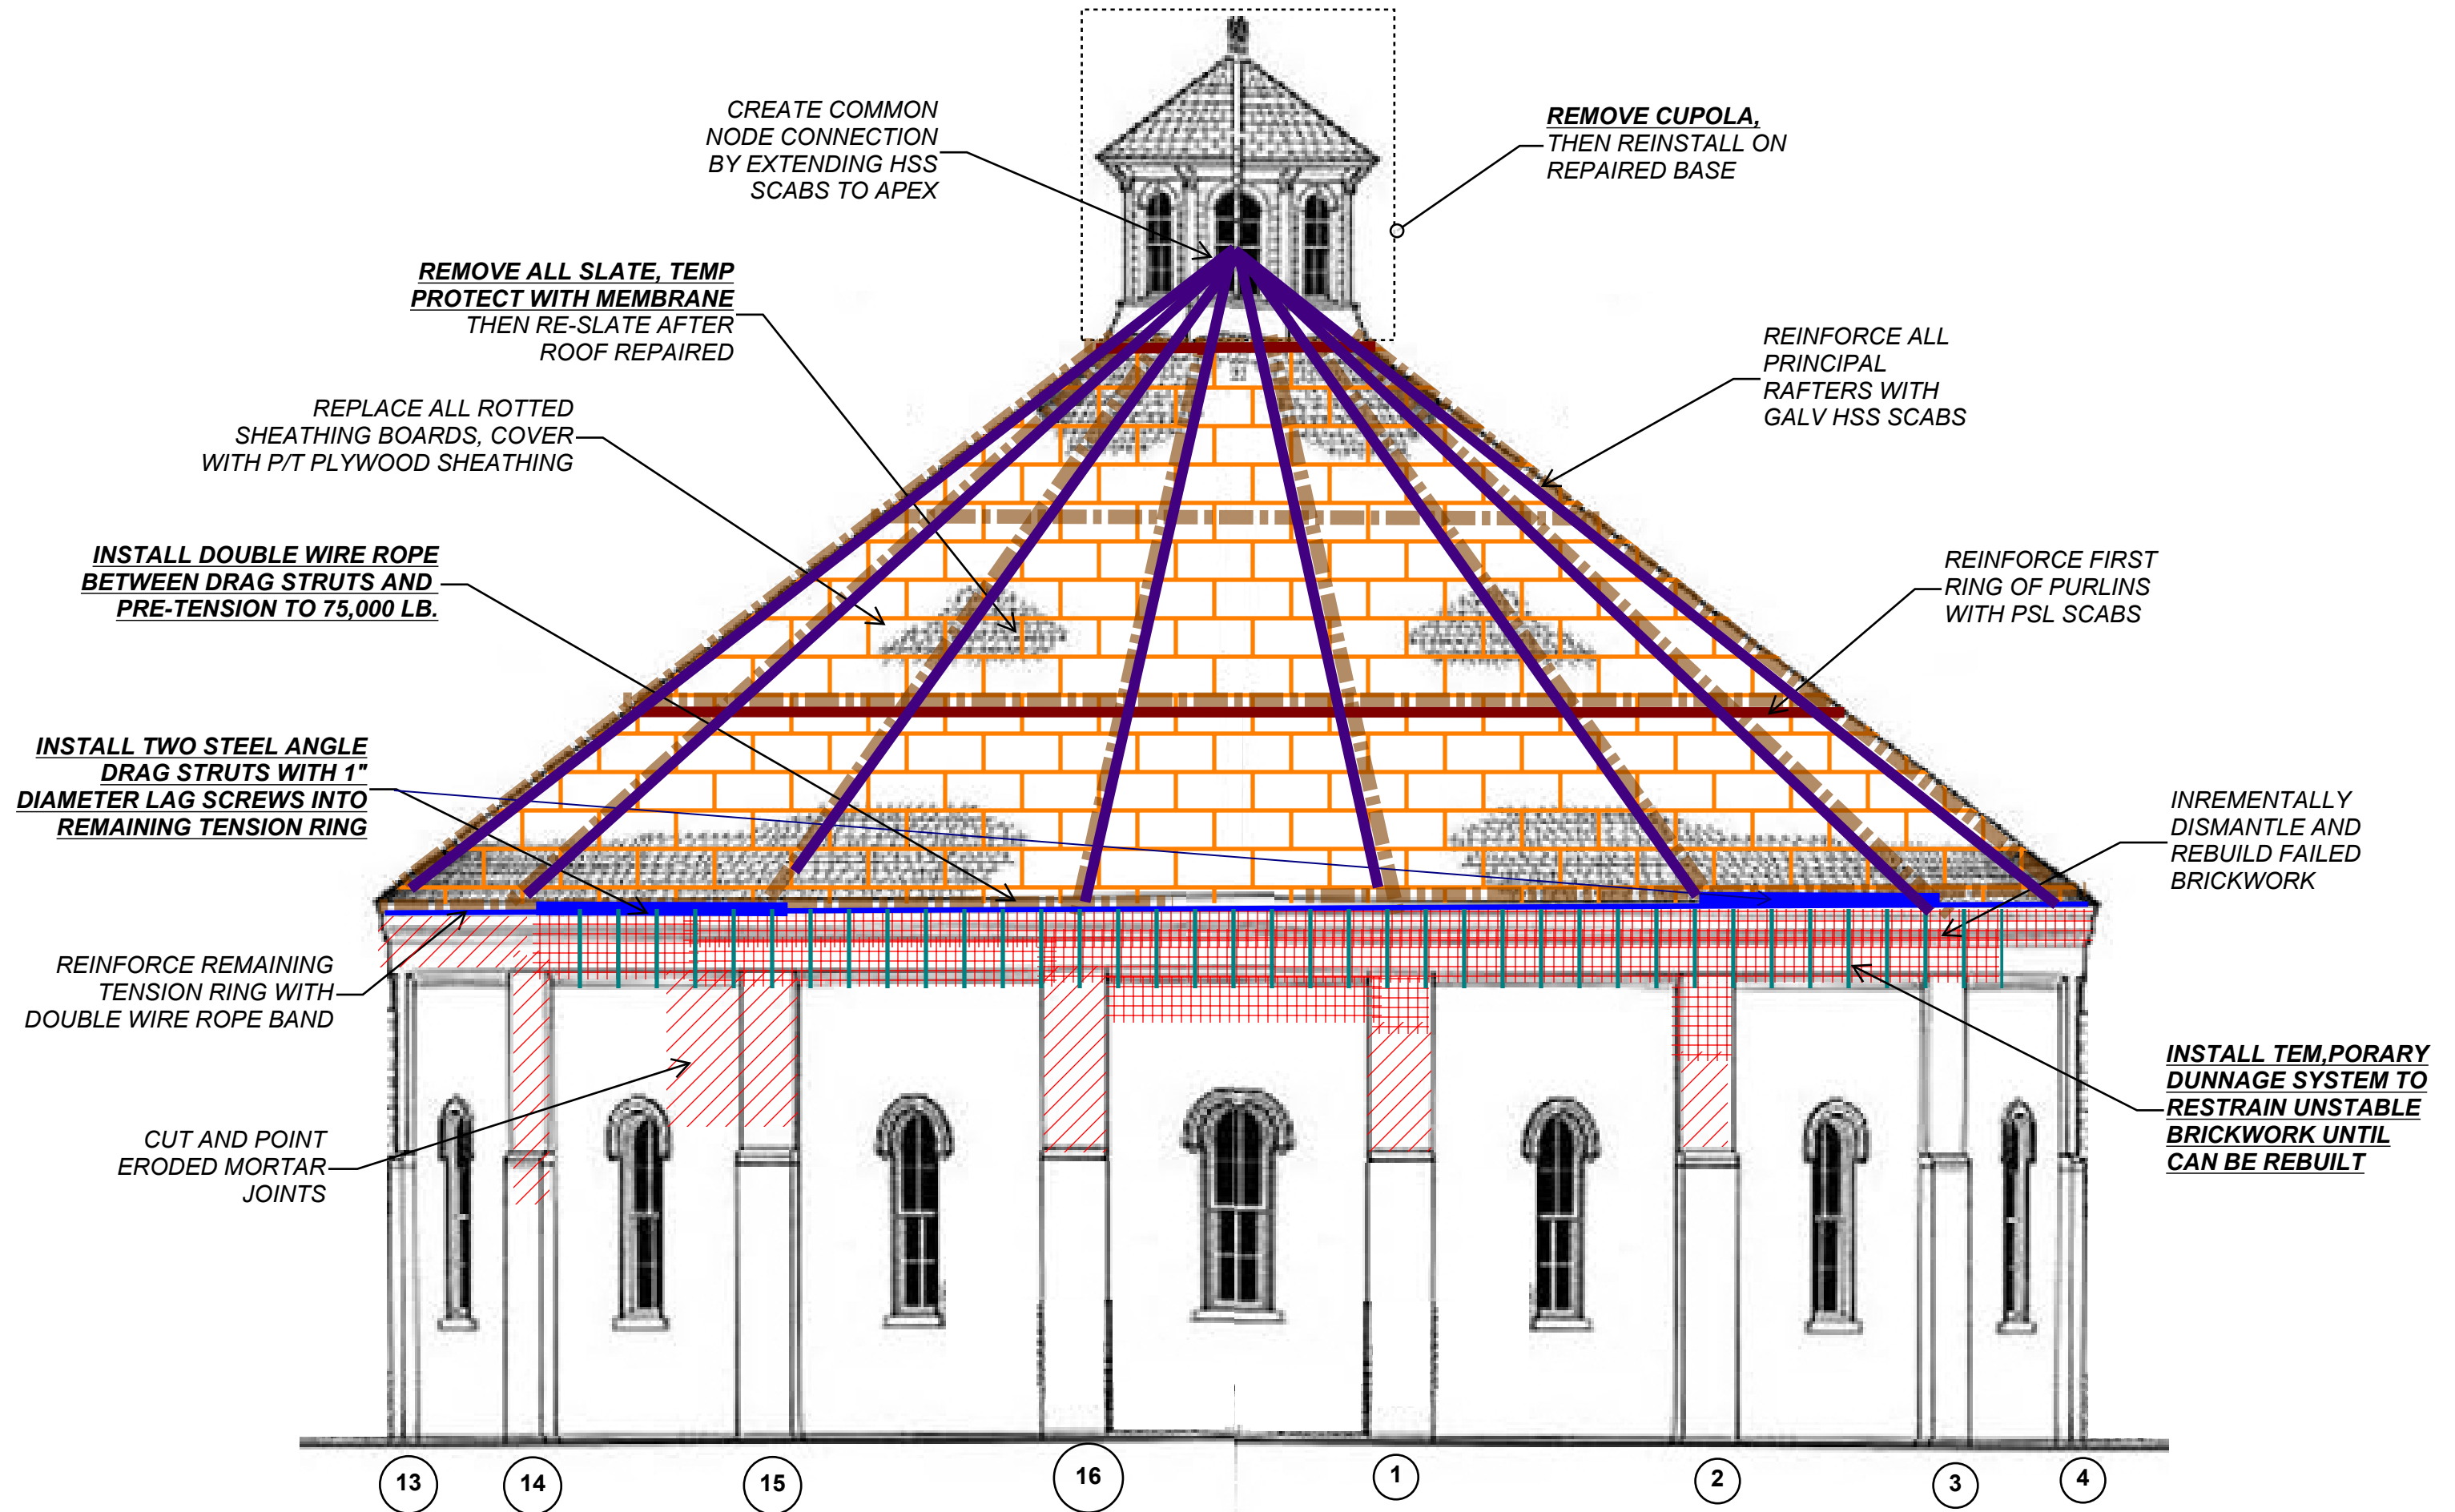 CREATE COMMON
NODE CONNECTION
BY EXTENDING HSS
SCABS TO APEX
REMOVE CUPOLA,
THEN REINSTALL ON
REPAIRED BASE
REMOVE ALL SLATE, TEMP
PROTECT WITH MEMBRANE
THEN RE-SLATE AFTER
ROOF REPAIRED
REINFORCE ALL
PRINCIPAL
RAFTERS WITH
GALV HSS SCABS
REPLACE ALL ROTTED
SHEATHING BOARDS, COVER
WITH P/T PLYWOOD SHEATHING
INSTALL DOUBLE WIRE ROPE
BETWEEN DRAG STRUTS AND
PRE-TENSION TO 75,000 LB.
REINFORCE FIRST
RING OF PURLINS
WITH PSL SCABS
INSTALL TWO STEEL ANGLE
DRAG STRUTS WITH 1"
DIAMETER LAG SCREWS INTO
REMAINING TENSION RING
INREMENTALLY
DISMANTLE AND
REBUILD FAILED
BRICKWORK
REINFORCE REMAINING
TENSION RING WITH
DOUBLE WIRE ROPE BAND
INSTALL TEM,PORARY
DUNNAGE SYSTEM TO
RESTRAIN UNSTABLE
BRICKWORK UNTIL
CAN BE REBUILT
CUT AND POINT
ERODED MORTAR
JOINTS
13 14 15 16 1 2 3 4